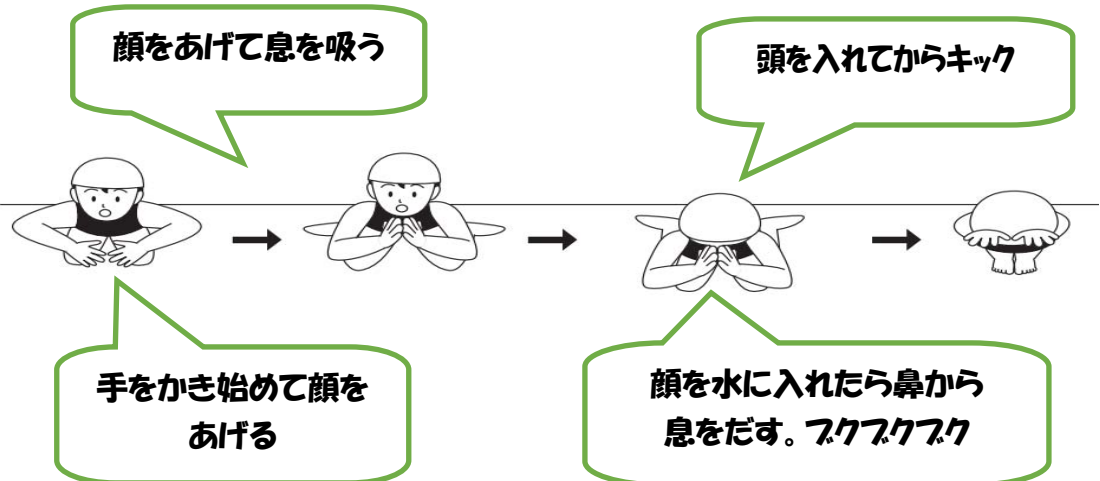 顔をあげて息を吸う
頭を入れてからキック
手をかき始めて顔を
あげる
顔を水に入れたら鼻から
息をだす。ブクブクブク